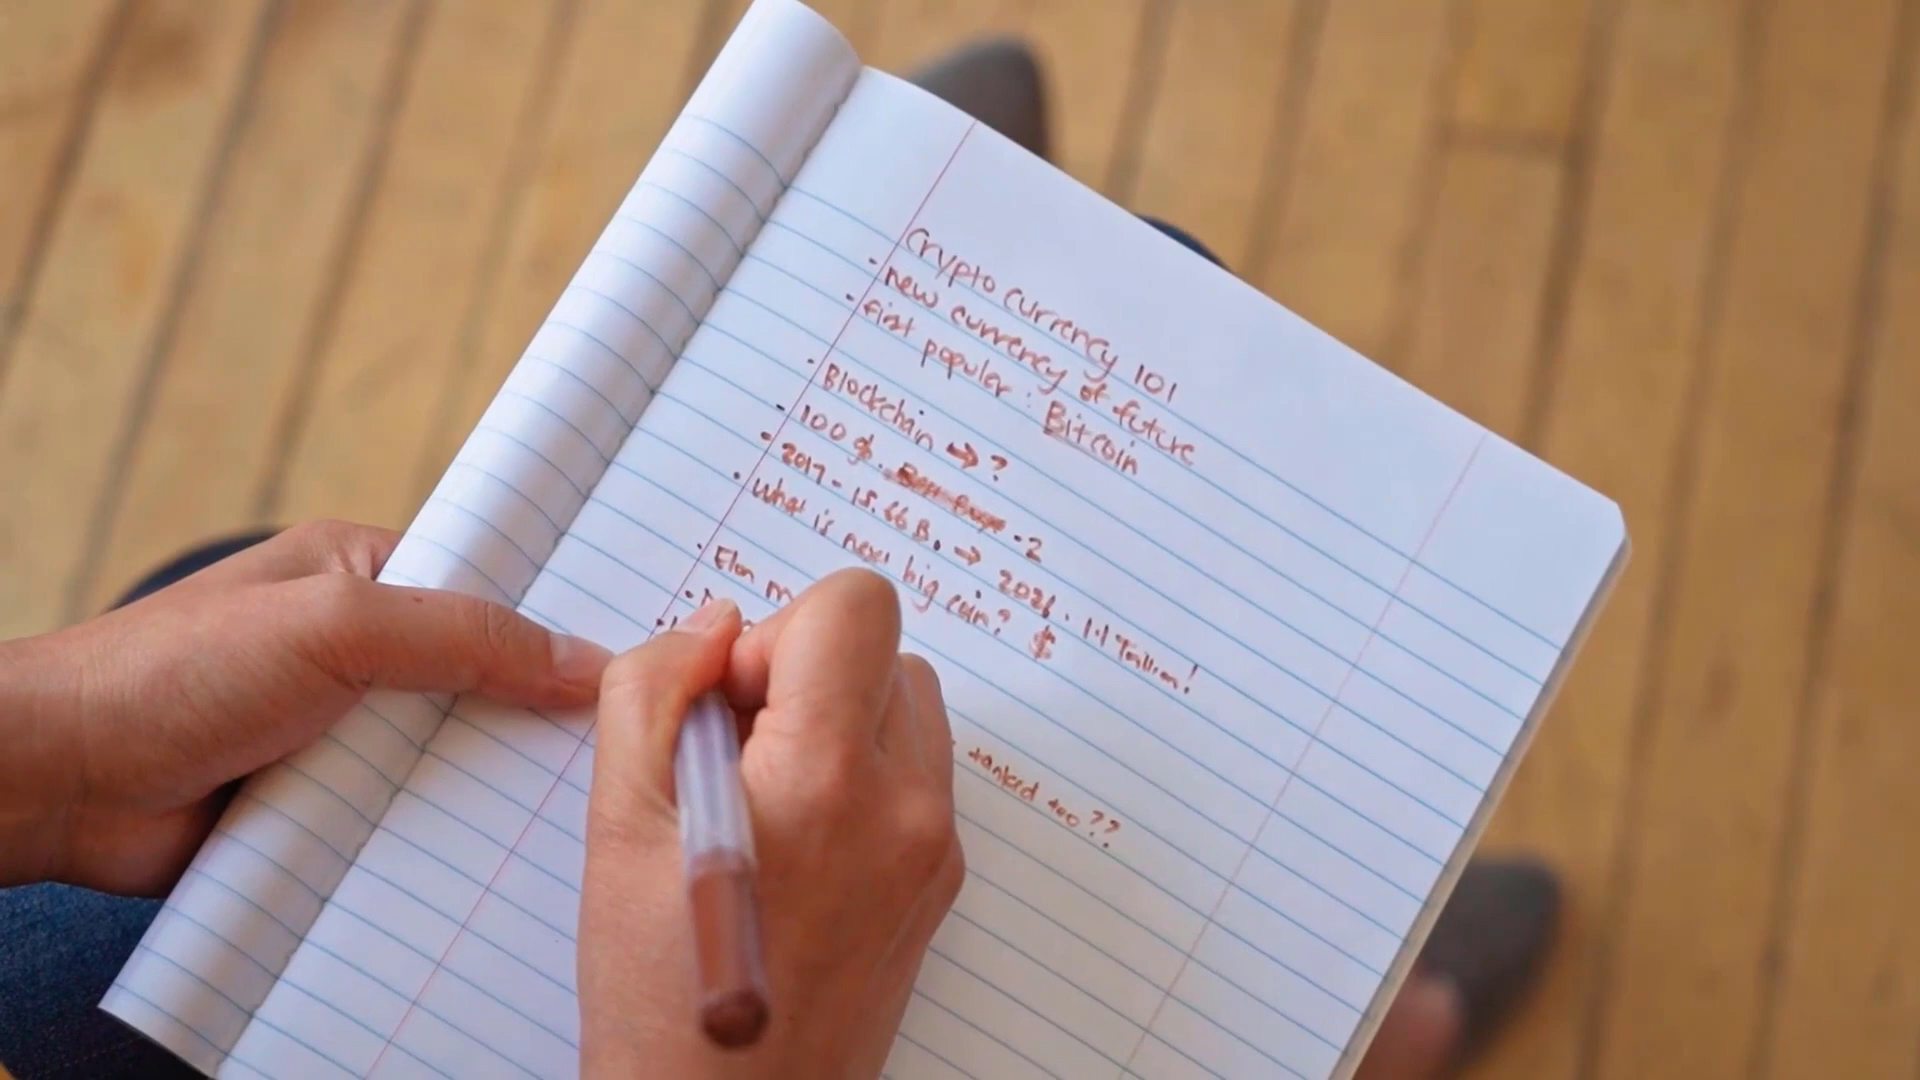 Crypto currency 101
· new currency of future
· first popular : Bitcoin
· Blockchain → ?
- 100 $. - 2
· 2017 - 15.66 B. → 2021. 1.1 Trillion!
· What is next big coin? $
· Elon m
tanked too??